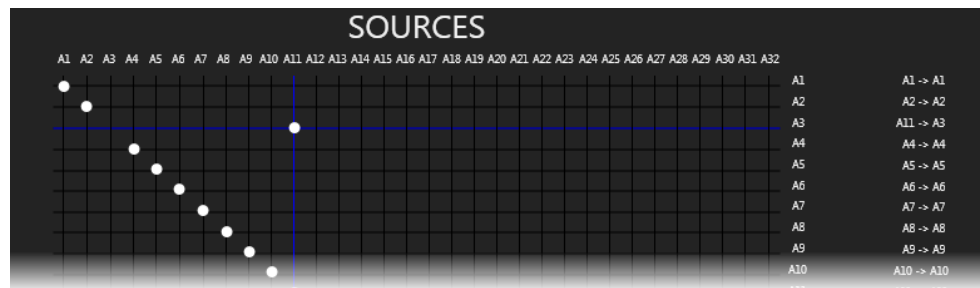 SOURCES
A1 A2 A3 A4 A5 A6 A7 A8 A9 A10 A11 A12 A13 A14 A15 A16 A17 A18 A19 A20 A21 A22 A23 A24 A25 A26 A27 A28 A29 A30 A31 A32
A1 A1 -> A1
A2 A2 -> A2
A3 A11 -> A3
A4 A4 -> A4
A5 A5 -> A5
A6 A6 -> A6
A7 A7 -> A7
A8 A8 -> A8
A9 A9 -> A9
A10 A10 -> A10